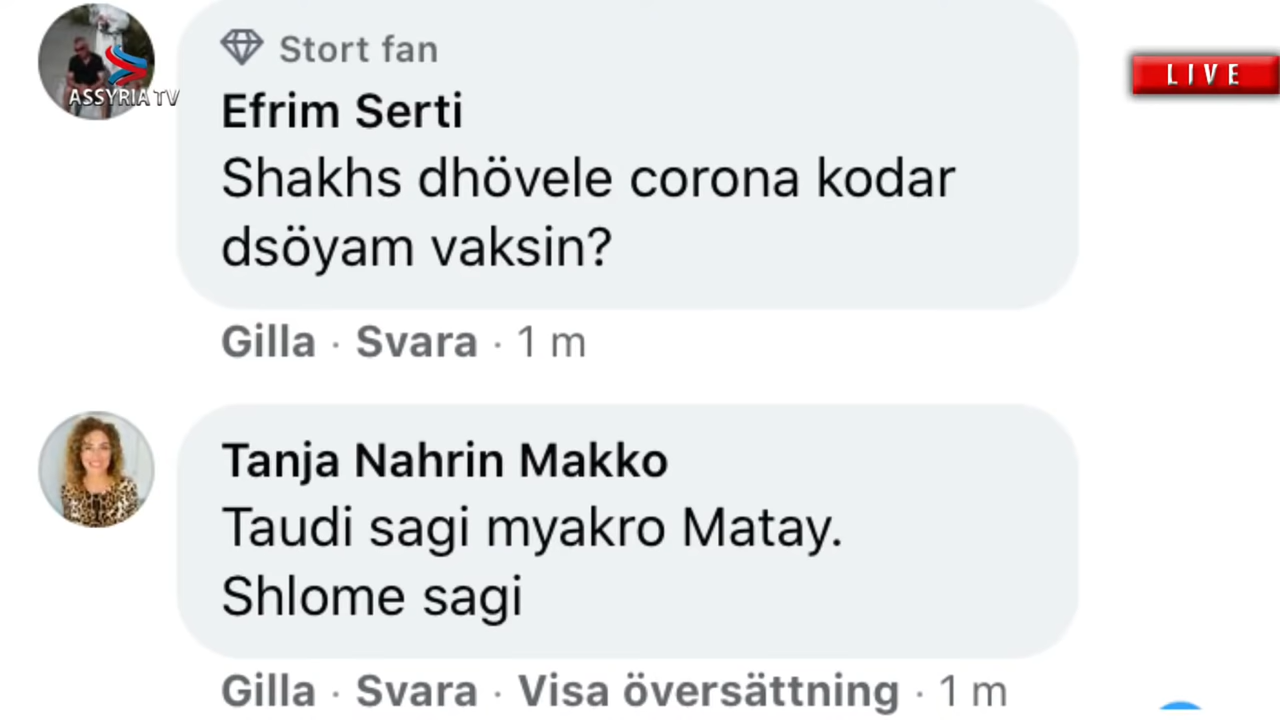 Stort fan
LIVE
ASSYRIA TV
Efrim Serti
Shakhs dhövele corona kodar
dsöyam vaksin?
Gilla · Svara · 1 m
Tanja Nahrin Makko
Taudi sagi myakro Matay.
Shlome sagi
Gilla · Svara · Visa översättning · 1 m